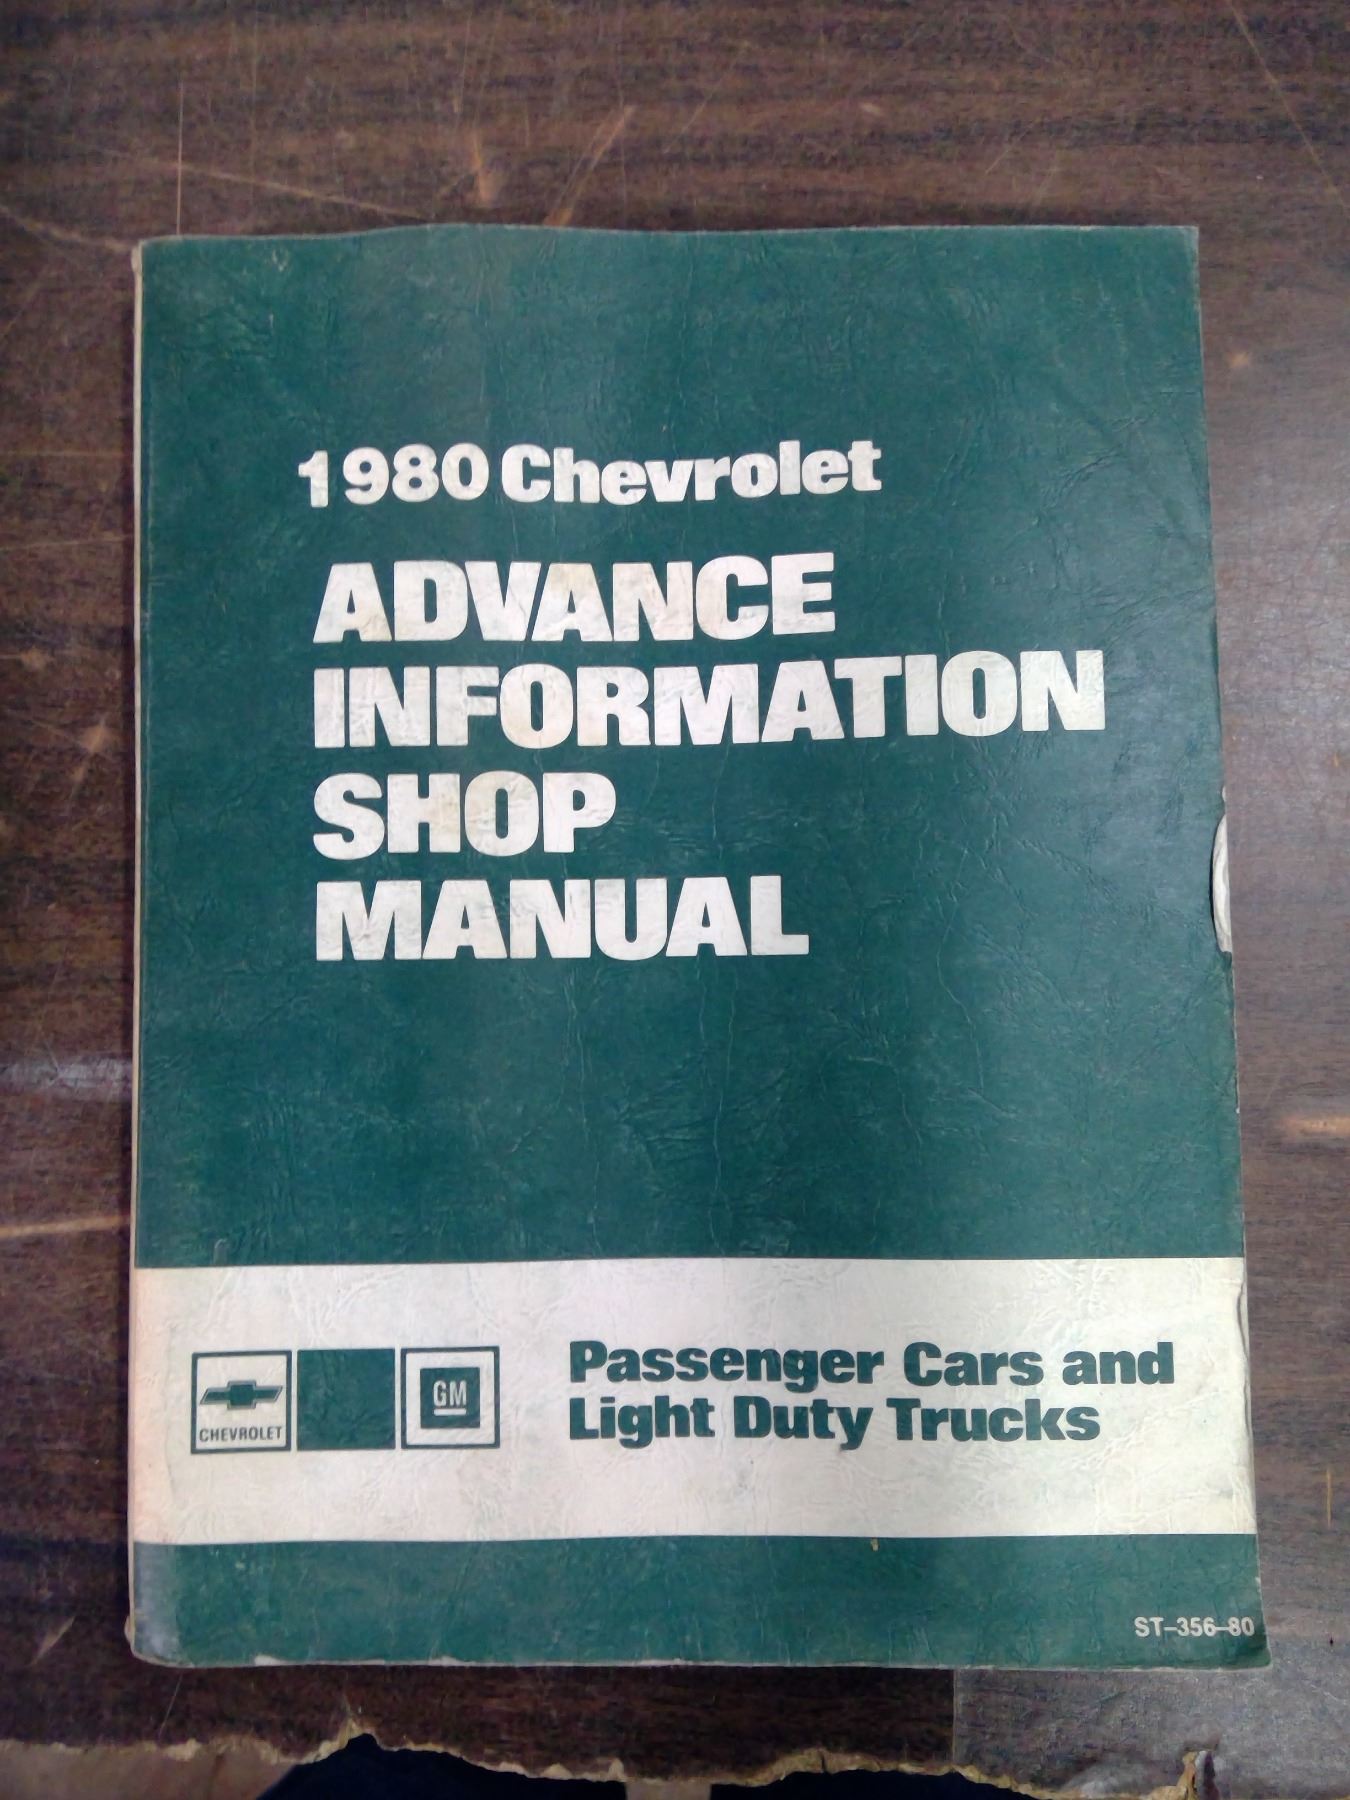 1980 Chevrolet
ADVANCE
INFORMATION
SHOP
MANUAL
CHEVROLET
GM
Passenger Cars and
Light Duty Trucks
ST-356-80